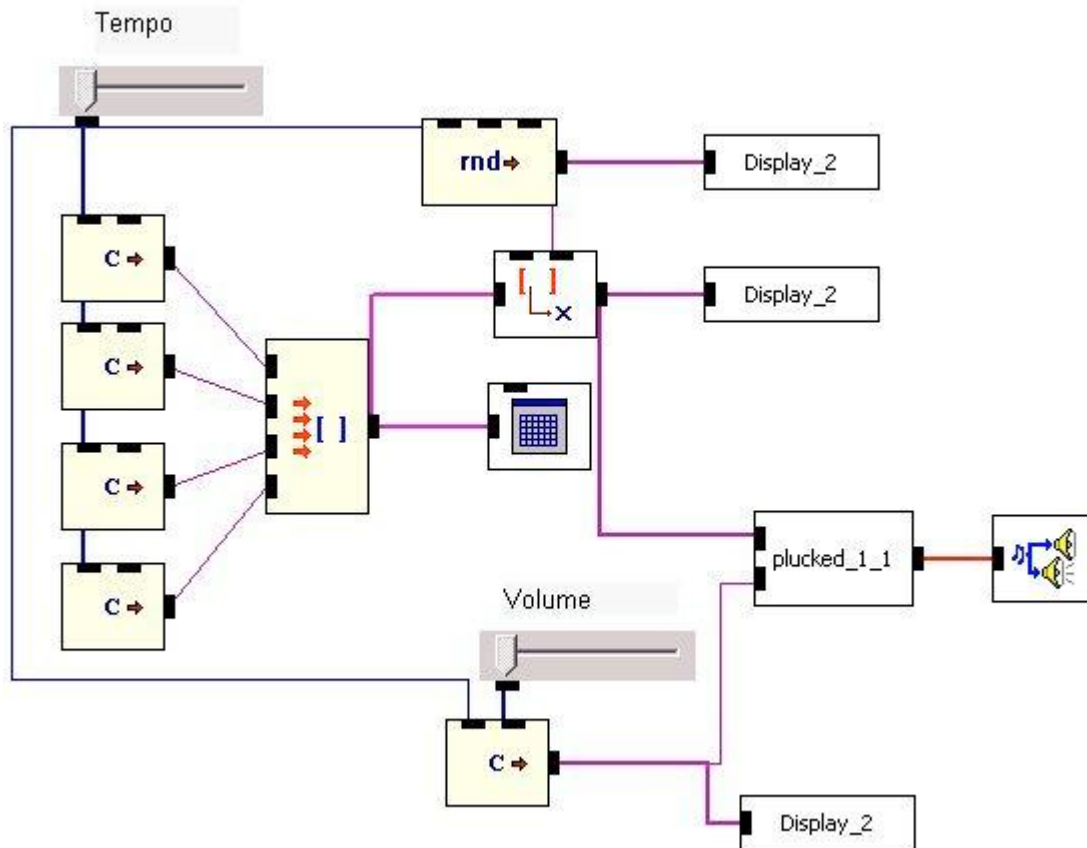 Tempo
rnd
Display_2
C
[ ]
x
Display_2
C
[ ]
C
plucked_1_1
C
Volume
C
Display_2